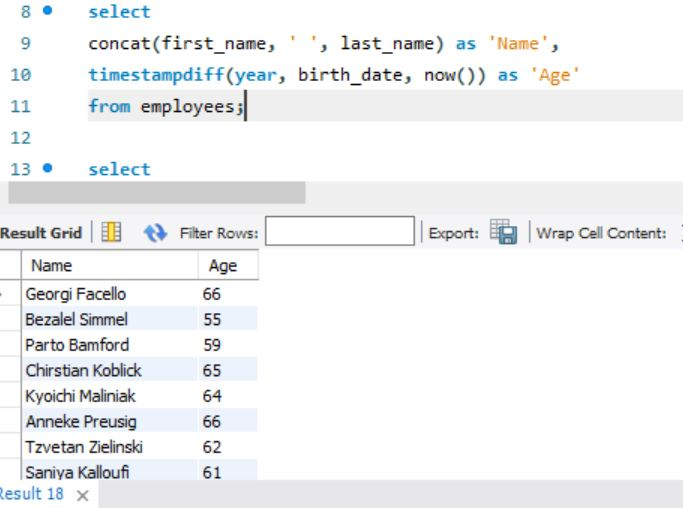 8 select
9 concat(first_name, ' ', last_name) as 'Name',
10 timestampdiff(year, birth_date, now()) as 'Age'
11 from employees;
12
13 select
Result Grid Filter Rows: Export: Wrap Cell Content:
Name Age
Georgi Facello 66
Bezalel Simmel 55
Parto Bamford 59
Chirstian Koblick 65
Kyoichi Maliniak 64
Anneke Preusig 66
Tzvetan Zielinski 62
Saniya Kalloufi 61
Result 18